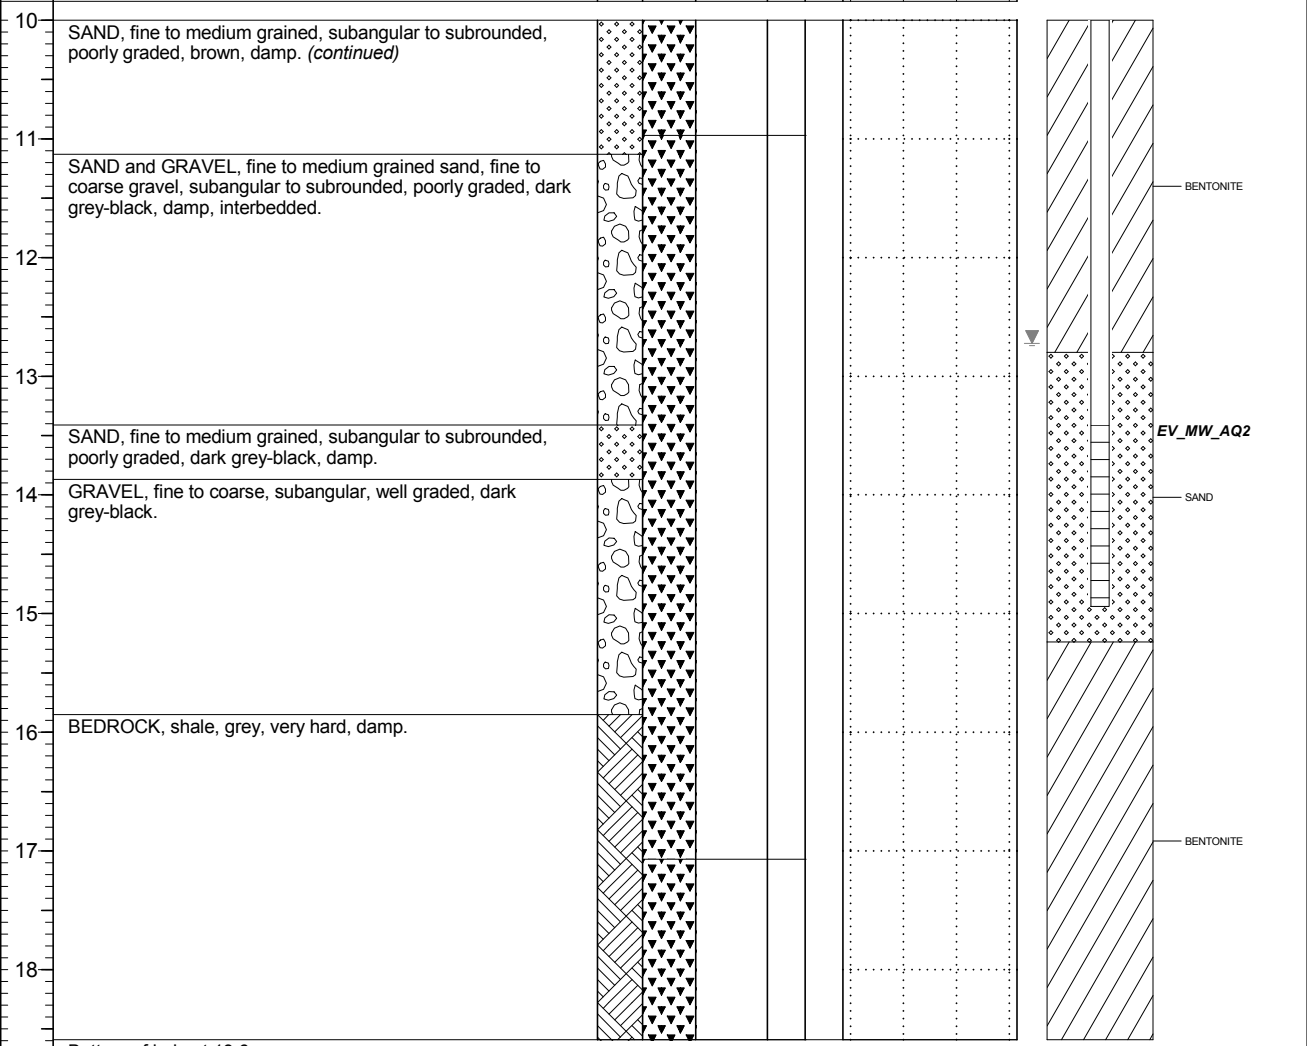 10
SAND, fine to medium grained, subangular to subrounded,
poorly graded, brown, damp. (continued)
11
SAND and GRAVEL, fine to medium grained sand, fine to
coarse gravel, subangular to subrounded, poorly graded, dark
grey-black, damp, interbedded.
BENTONITE
12
13
SAND, fine to medium grained, subangular to subrounded,
poorly graded, dark grey-black, damp.
EV_MW_AQ2
14
GRAVEL, fine to coarse, subangular, well graded, dark
grey-black.
SAND
15
16
BEDROCK, shale, grey, very hard, damp.
17
BENTONITE
18